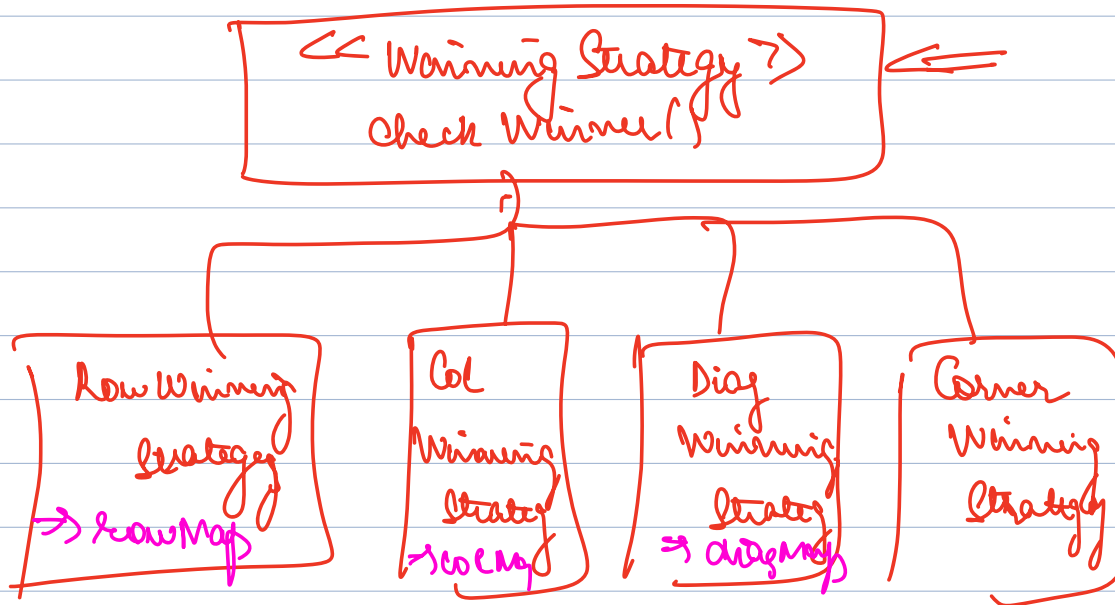 << Winning Strategy >>
check Winner()
Row Winning
Strategy
→ rowMap
Col
Winning
Strategy
→ colMap
Diag
Winning
Strategy
→ diagMap
Corner
Winning
Strategy